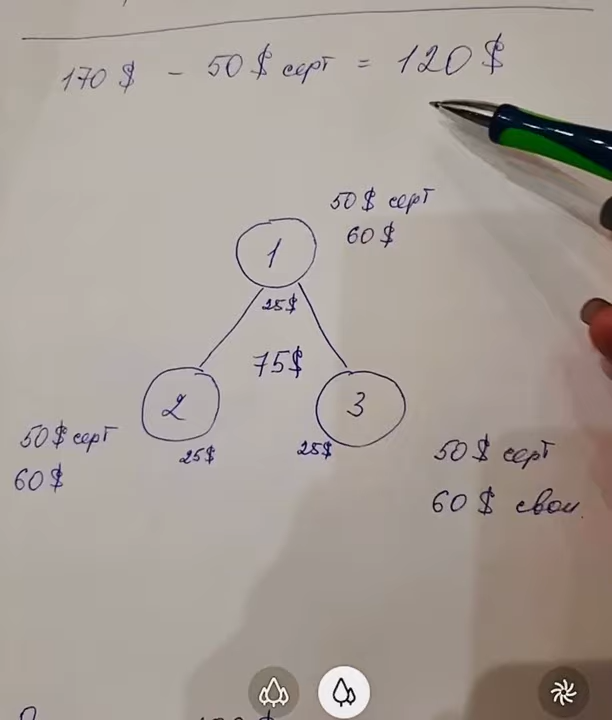 170 $ - 50 $ серт = 120 $
50 $ серт
60 $
1
25$
75$
2
3
50 $ серт
60 $
25$
25$
50 $ серт
60 $ свои